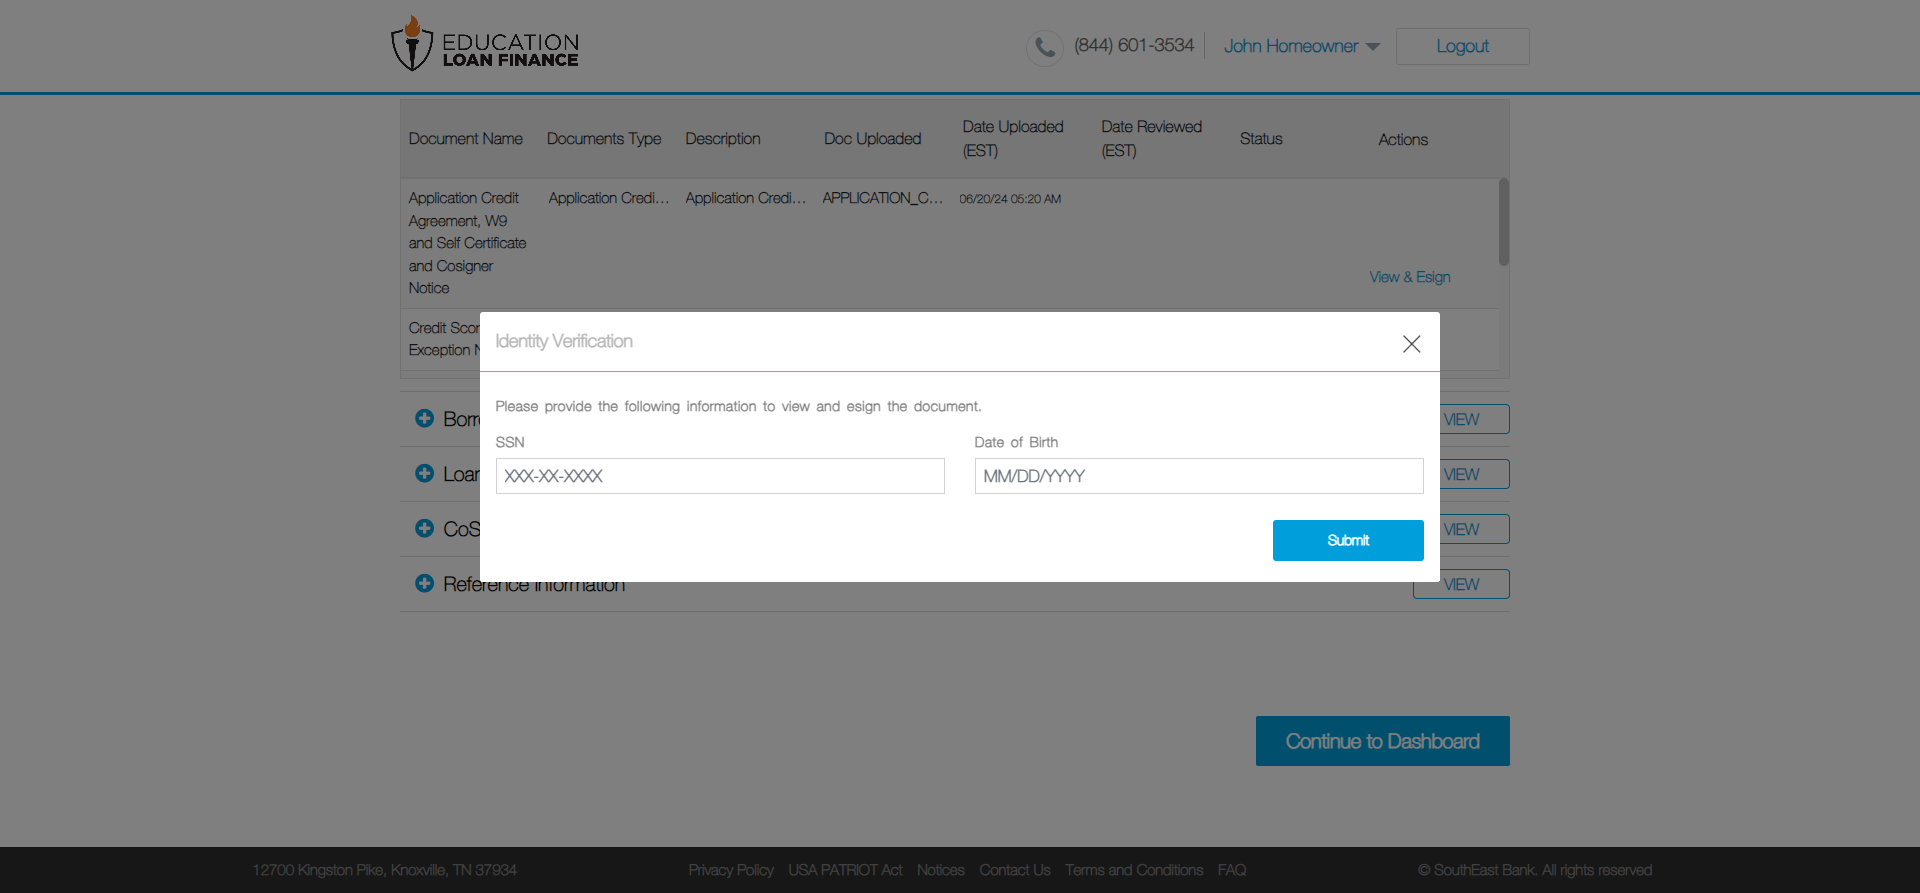 EDUCATION
LOAN FINANCE
(844) 601-3534
John Homeowner
Logout
Document Name
Documents Type
Description
Doc Uploaded
Date Uploaded
(EST)
Date Reviewed
(EST)
Status
Actions
Application Credit
Agreement, W9
and Self Certificate
and Cosigner
Notice
Application Credi...
Application Credi...
APPLICATION_C...
06/20/24 05:20 AM
View & Esign
Credit Scor
Exception N
Identity Verification
Please provide the following information to view and esign the document.
SSN
XXX-XX-XXXX
Date of Birth
MM/DD/YYYY
Submit
Borr
VIEW
Loan
VIEW
CoS
VIEW
Reference Information
VIEW
Continue to Dashboard
12700 Kingston Pike, Knoxville, TN 37934
Privacy Policy
USA PATRIOT Act
Notices
Contact Us
Terms and Conditions
FAQ
© SouthEast Bank. All rights reserved